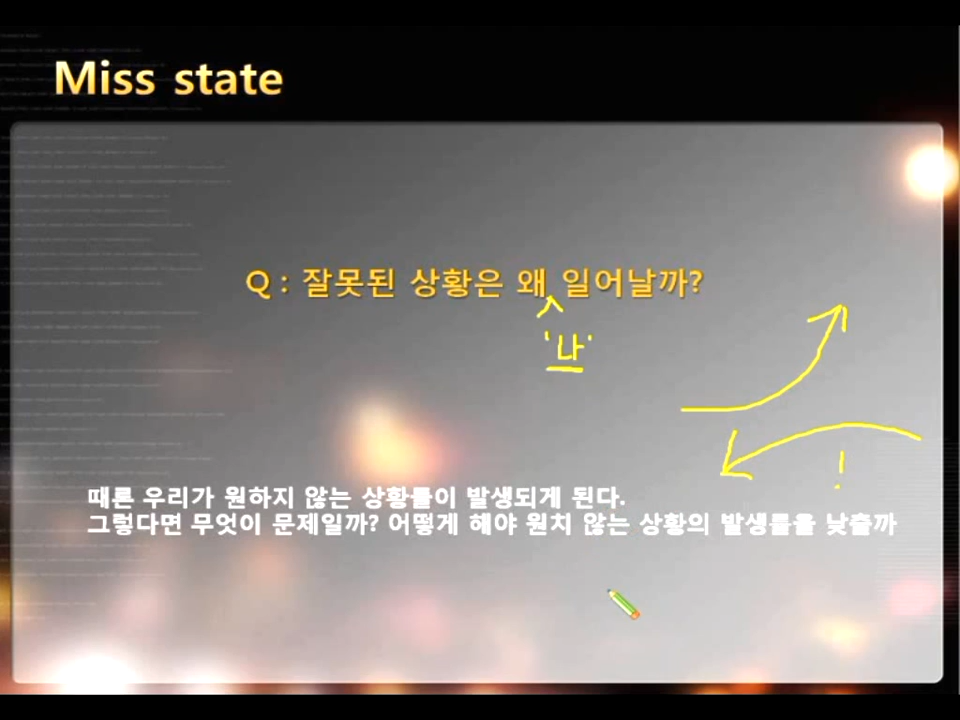 Miss state
Q : 잘못된 상황은 왜 일어날까?
'나'
!
때론 우리가 원하지 않는 상황들이 발생되게 된다.
그렇다면 무엇이 문제일까? 어떻게 해야 원치 않는 상황의 발생률을 낮출까